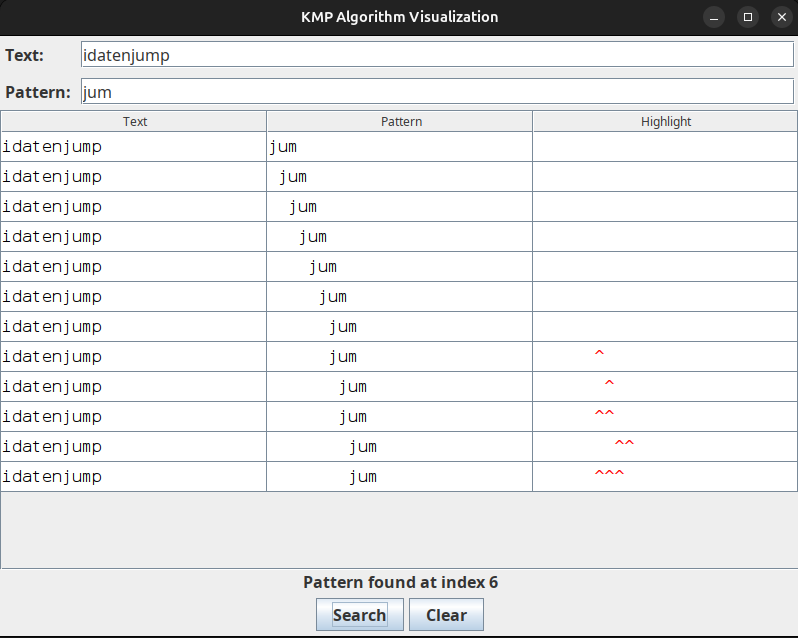 KMP Algorithm Visualization
Text: idatenjump
Pattern: jum
Text Pattern Highlight
idatenjump jum
idatenjump jum
idatenjump jum
idatenjump jum
idatenjump jum
idatenjump jum
idatenjump jum
idatenjump jum ^
idatenjump jum ^
idatenjump jum ^^
idatenjump jum ^^
idatenjump jum ^^^
Pattern found at index 6
Search Clear